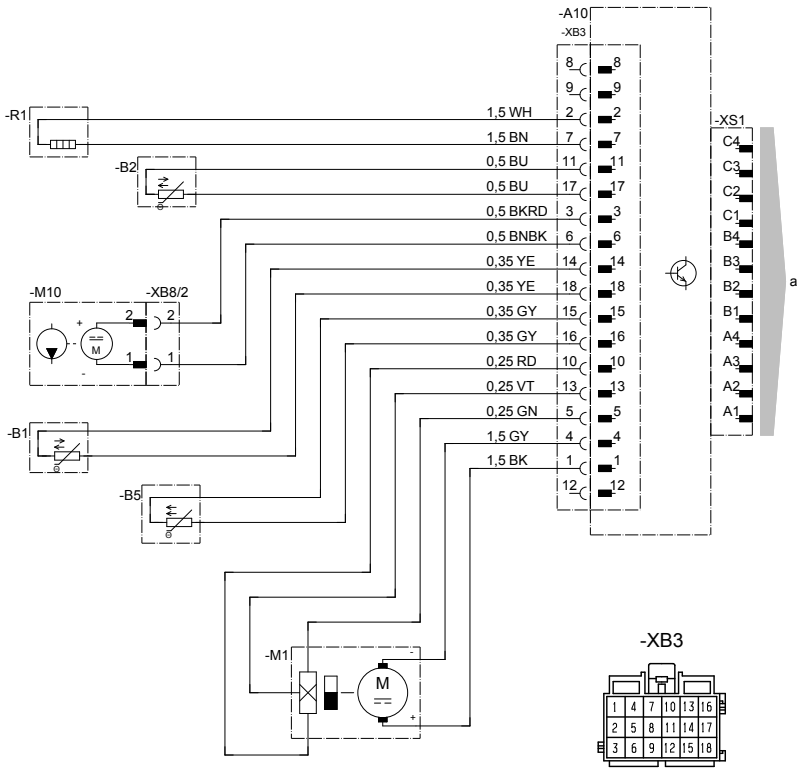 -A10
-XB3
8 8
9 9
-R1
1,5 WH 2 2
-XS1
1,5 BN 7 7
C4
-B2
0,5 BU 11 11
C3
0,5 BU 17 17
C2
0,5 BKRD 3 3
C1
0,5 BNBK 6 6
B4
0,35 YE 14 14
B3
a
-M10 -XB8/2
0,35 YE 18 18
B2
2 2
+
0,35 GY 15 15
B1
M
0,35 GY 16 16
A4
1 1
-
0,25 RD 10 10
A3
0,25 VT 13 13
A2
0,25 GN 5 5
A1
-B1
1,5 GY 4 4
1,5 BK 1 1
12 12
-B5
-M1
-
M
+
-XB3
1 4 7 10 13 16
2 5 8 11 14 17
3 6 9 12 15 18